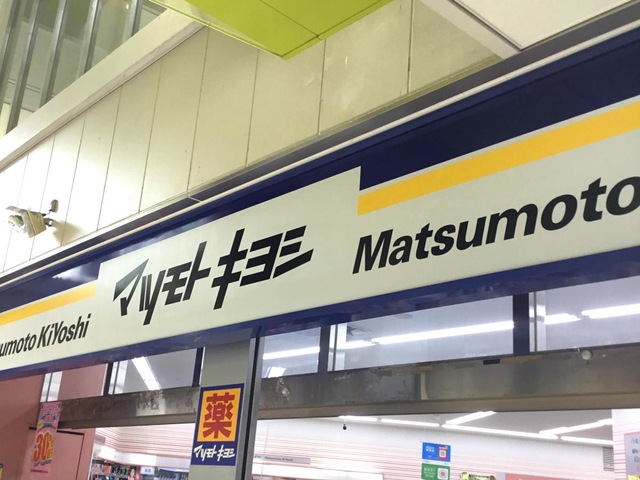 umoto KiYoshi
マツモト キヨシ
Matsumoto
薬
マツモトキヨシ
30%